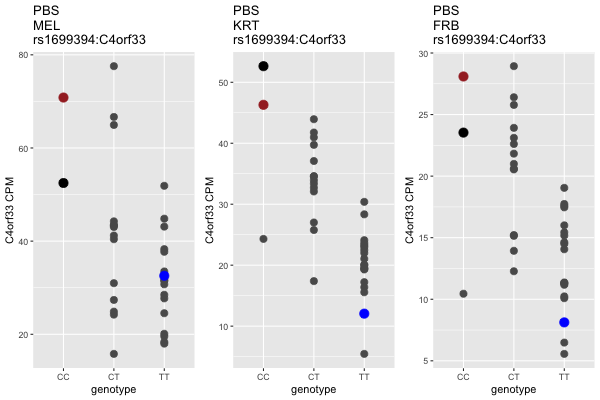 PBS
MEL
rs1699394:C4orf33
C4orf33 CPM
80
60
40
20
CC CT TT
genotype
PBS
KRT
rs1699394:C4orf33
C4orf33 CPM
50
40
30
20
10
CC CT TT
genotype
PBS
FRB
rs1699394:C4orf33
C4orf33 CPM
30
25
20
15
10
5
CC CT TT
genotype